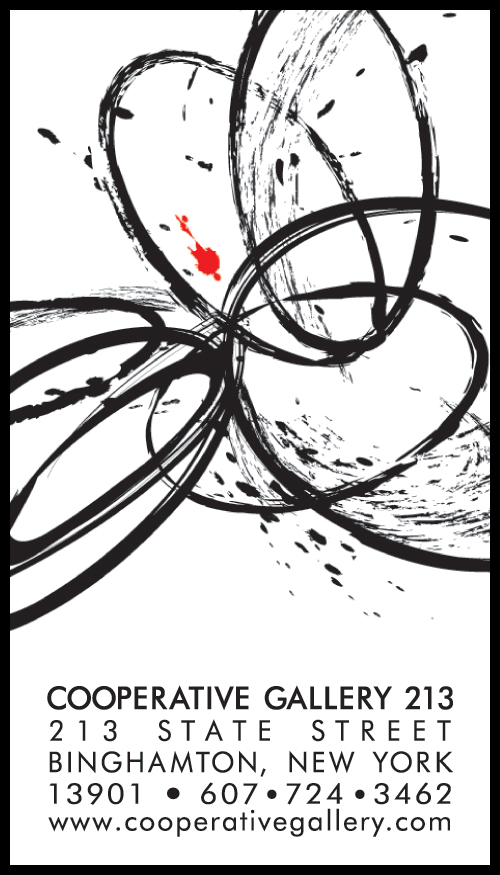 COOPERATIVE GALLERY 213
213 STATE STREET
BINGHAMTON, NEW YORK
13901 • 607•724•3462
www.cooperativegallery.com